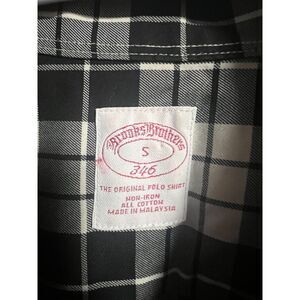 Brooks Brothers
S
346
THE ORIGINAL POLO SHIRT
NON-IRON
ALL COTTON
MADE IN MALAYSIA